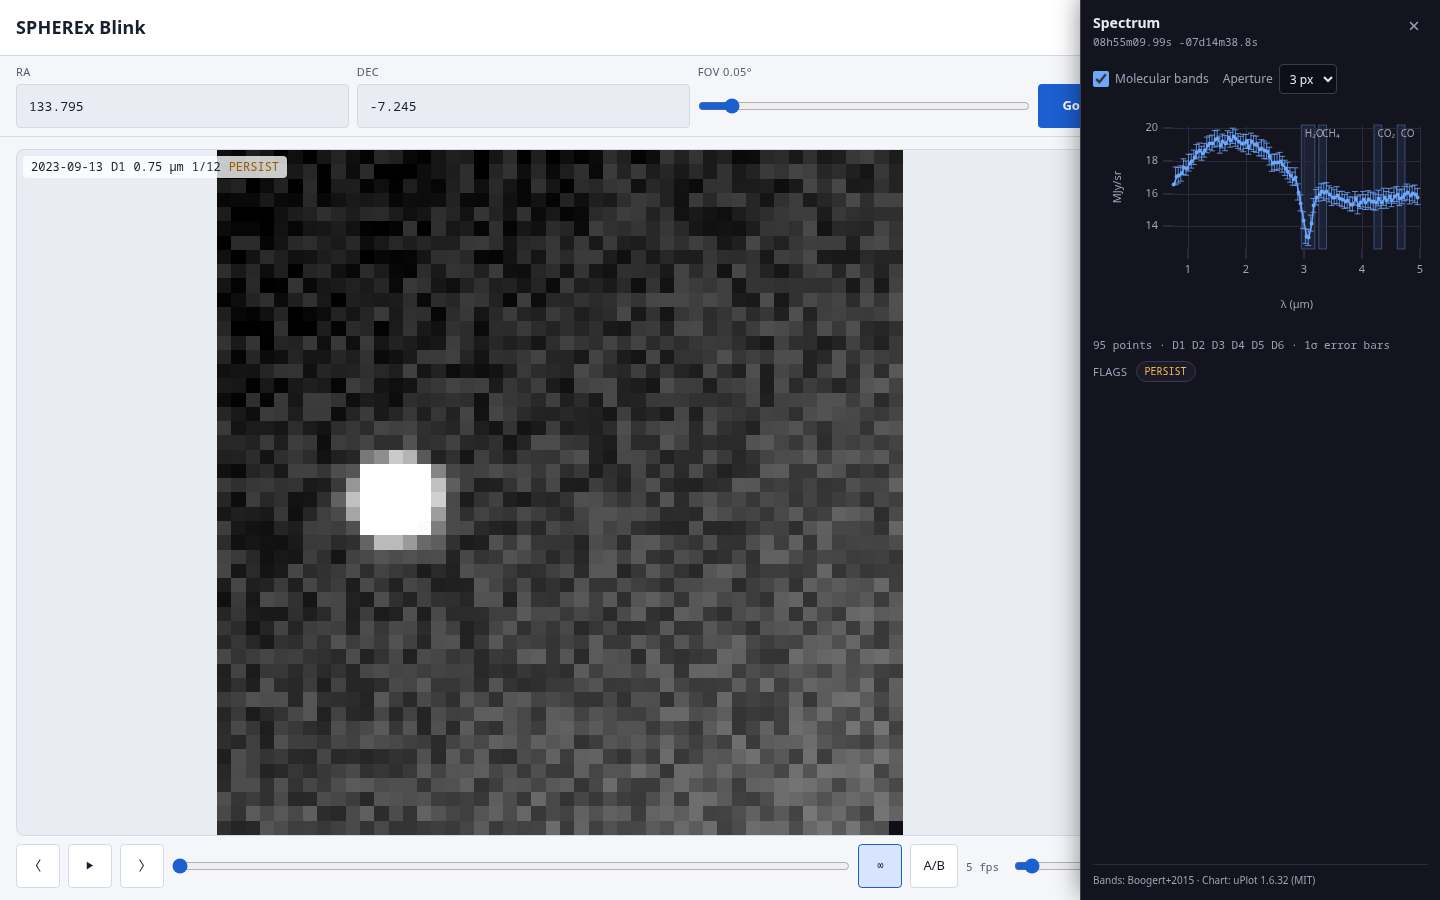 SPHEREx Blink
RA
DEC
FOV 0.05°
133.795
-7.245
Go
2023-09-13 D1 0.75 µm 1/12 PERSIST
〈
▶
〉
∞
A/B
5 fps
Spectrum
✕
08h55m09.99s -07d14m38.8s
Molecular bands
Aperture
3 px
H₂O
CH₄
CO₂
CO
20
18
16
14
MJy/sr
1
2
3
4
5
λ (µm)
95 points · D1 D2 D3 D4 D5 D6 · 1σ error bars
FLAGS PERSIST
Bands: Boogert+2015 · Chart: uPlot 1.6.32 (MIT)